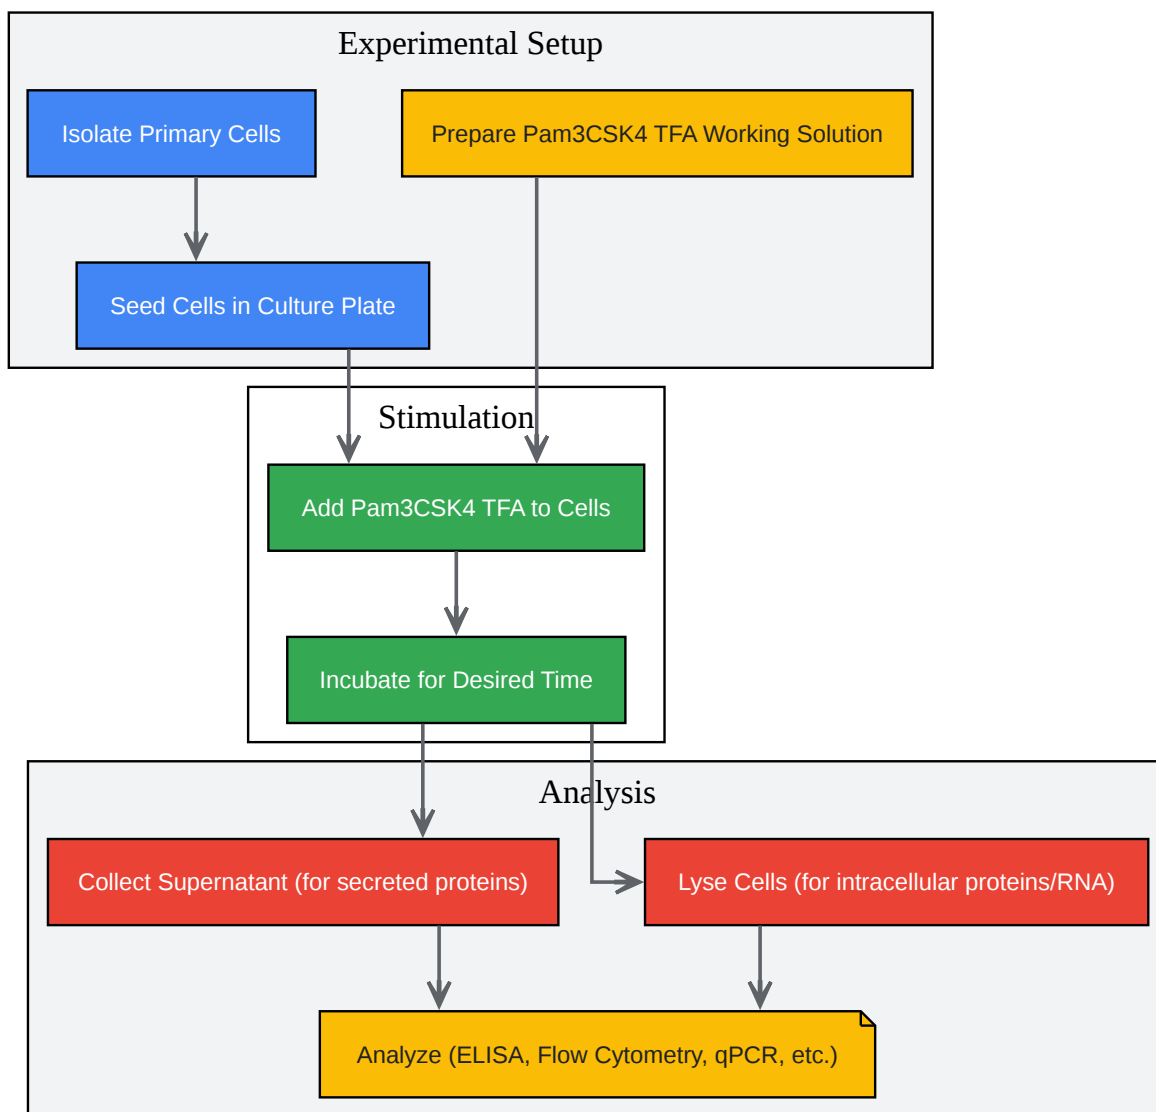 Experimental Setup
Isolate Primary Cells
Prepare Pam3CSK4 TFA Working Solution
Seed Cells in Culture Plate
Stimulation
Add Pam3CSK4 TFA to Cells
Incubate for Desired Time
Analysis
Collect Supernatant (for secreted proteins)
Lyse Cells (for intracellular proteins/RNA)
Analyze (ELISA, Flow Cytometry, qPCR, etc.)